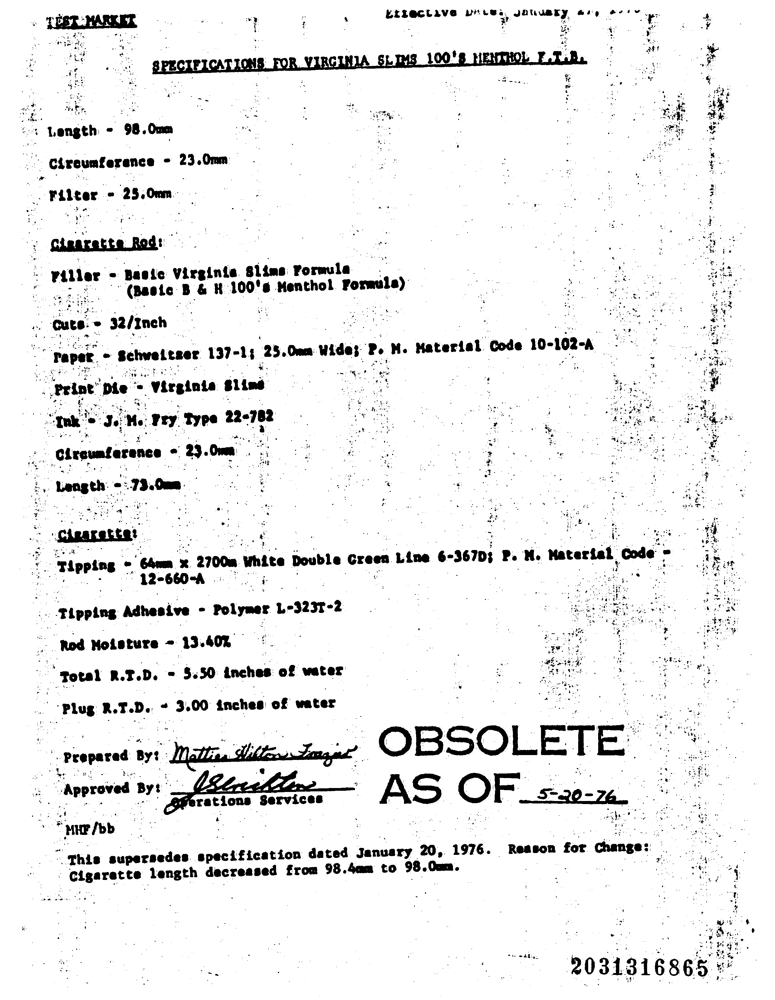 TEST MARKET
Effective Date: January 27,
SPECIFICATIONS FOR VIRGINIA SLIMS 100'S MENTHOL F.T.B.
Length - 98.0mm
Circumference - 23.0mm
Filter - 25.0mm
Cigarette Rod:
Filler - Basic Virginia Slims Formula
(Basic B & H 100's Menthol Formula)
Cuts - 32/Inch
Paper - Schweitzer 137-1; 25.0mm Wide; P. M. Material Code 10-102-A
Print Die - Virginia Slims
Ink - J. M. Fry Type 22-782
Circumference - 23.0mm
Length - 73.0mm
Cigarette:
Tipping - 64mm x 2700m White Double Green Line 6-367D; P. M. Material Code -
12-660-A
Tipping Adhesive - Polymer L-323T-2
Rod Moisture - 13.40%
Total R.T.D. - 5.50 inches of water
Plug R.T.D. - 3.00 inches of water
Prepared By: Mattie Hilton Frazier
Approved By:
Operations Services
OBSOLETE
AS OF 5-20-76
MHF/bb
This supersedes specification dated January 20, 1976. Reason for Change:
Cigarette length decreased from 98.4mm to 98.0mm.
2031316865